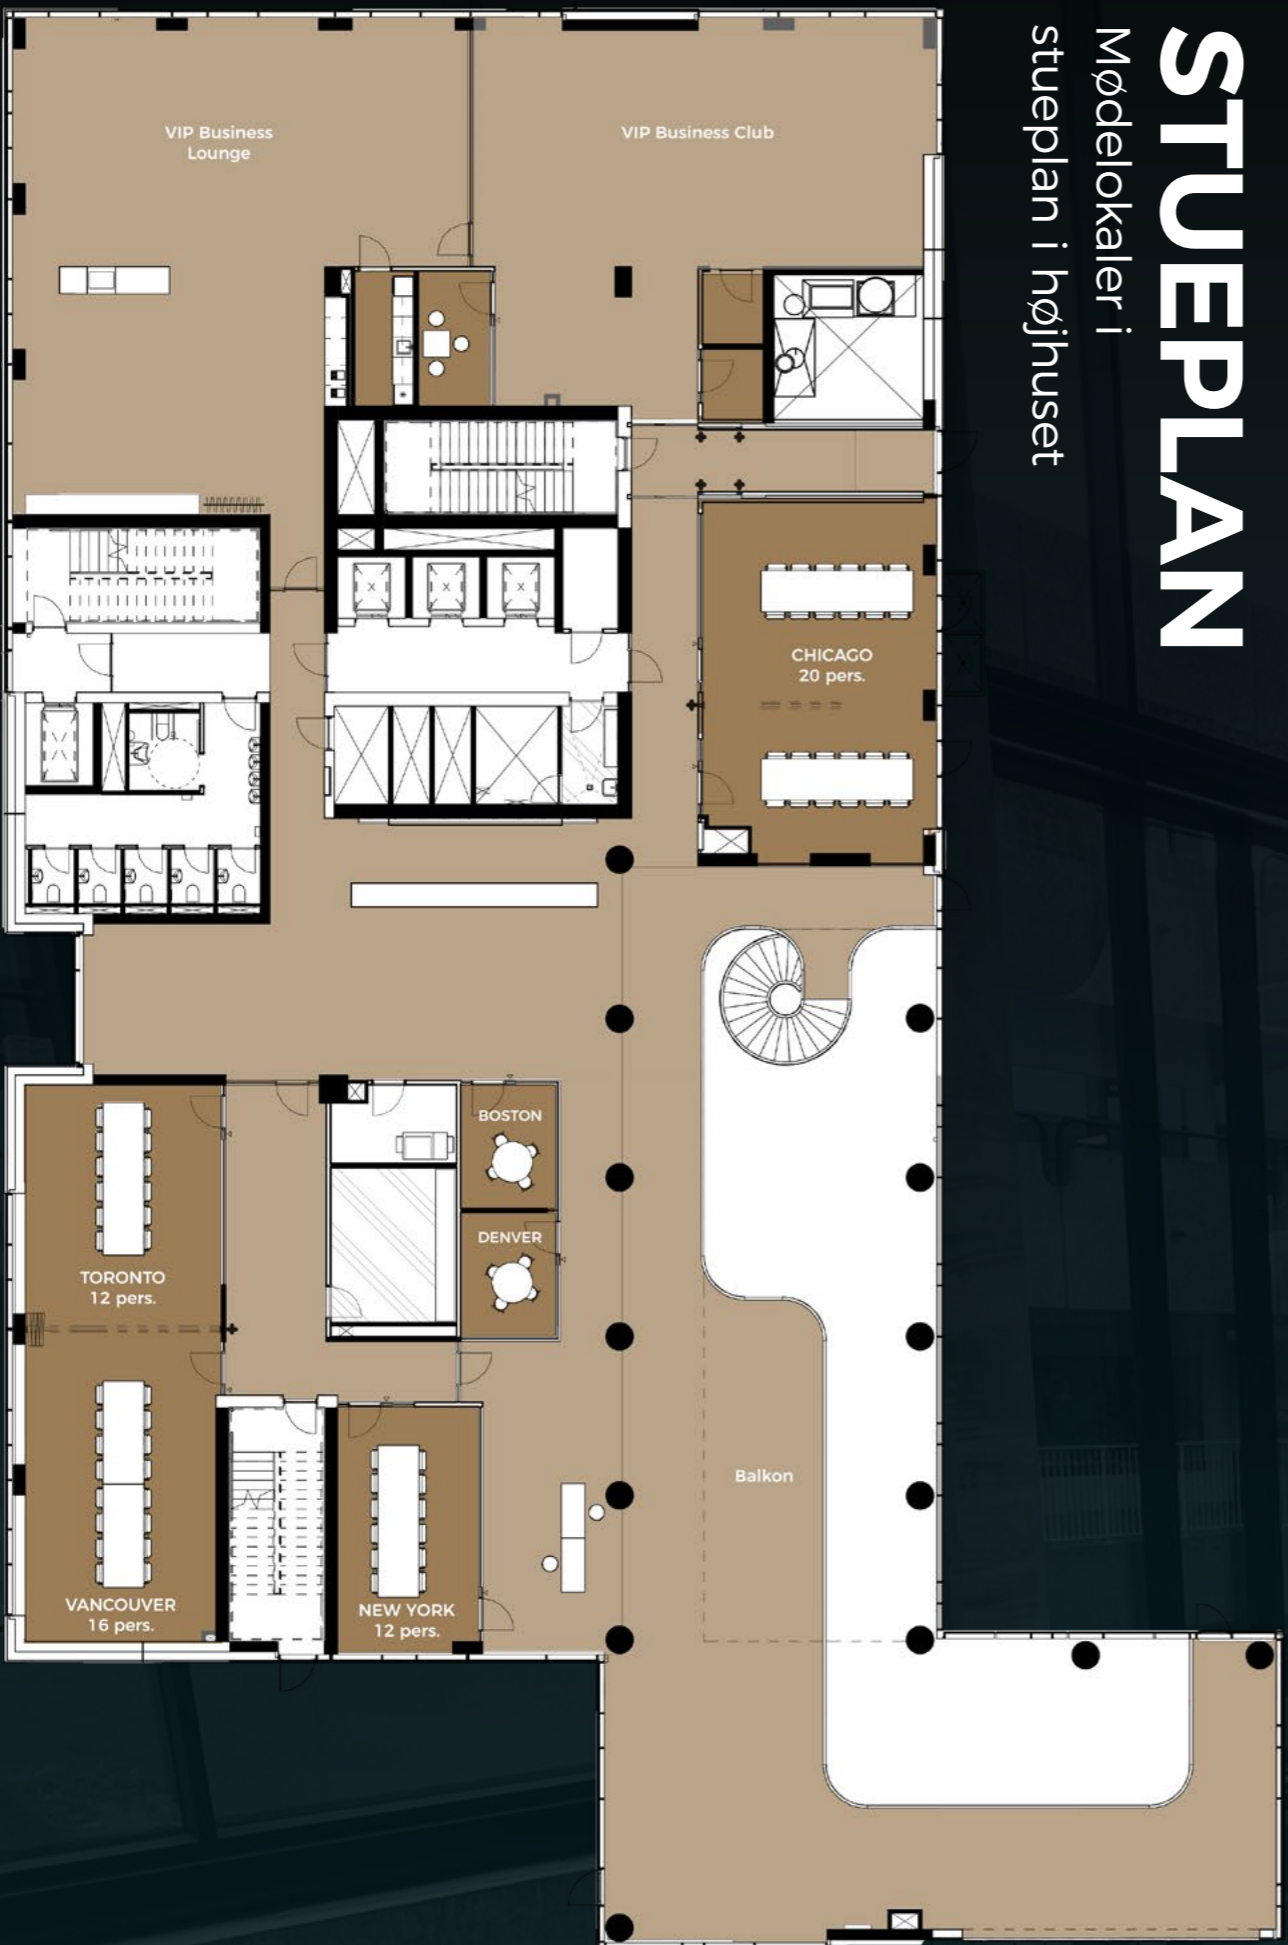 STUEPLAN
Mødelokaler i
stueplan i højhuset
VIP Business
Lounge
VIP Business Club
CHICAGO
20 pers.
BOSTON
DENVER
TORONTO
12 pers.
Balkon
VANCOUVER
16 pers.
NEW YORK
12 pers.